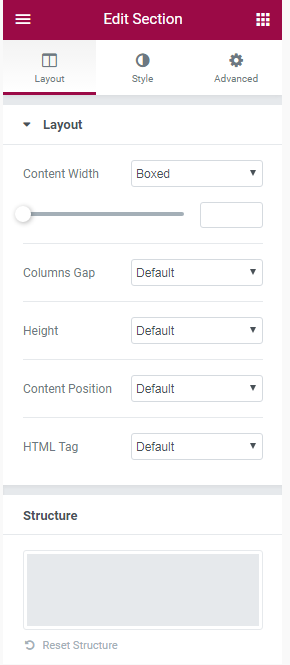 Edit Section
Layout Style Advanced
Layout
Content Width Boxed
Columns Gap Default
Height Default
Content Position Default
HTML Tag Default
Structure
Reset Structure